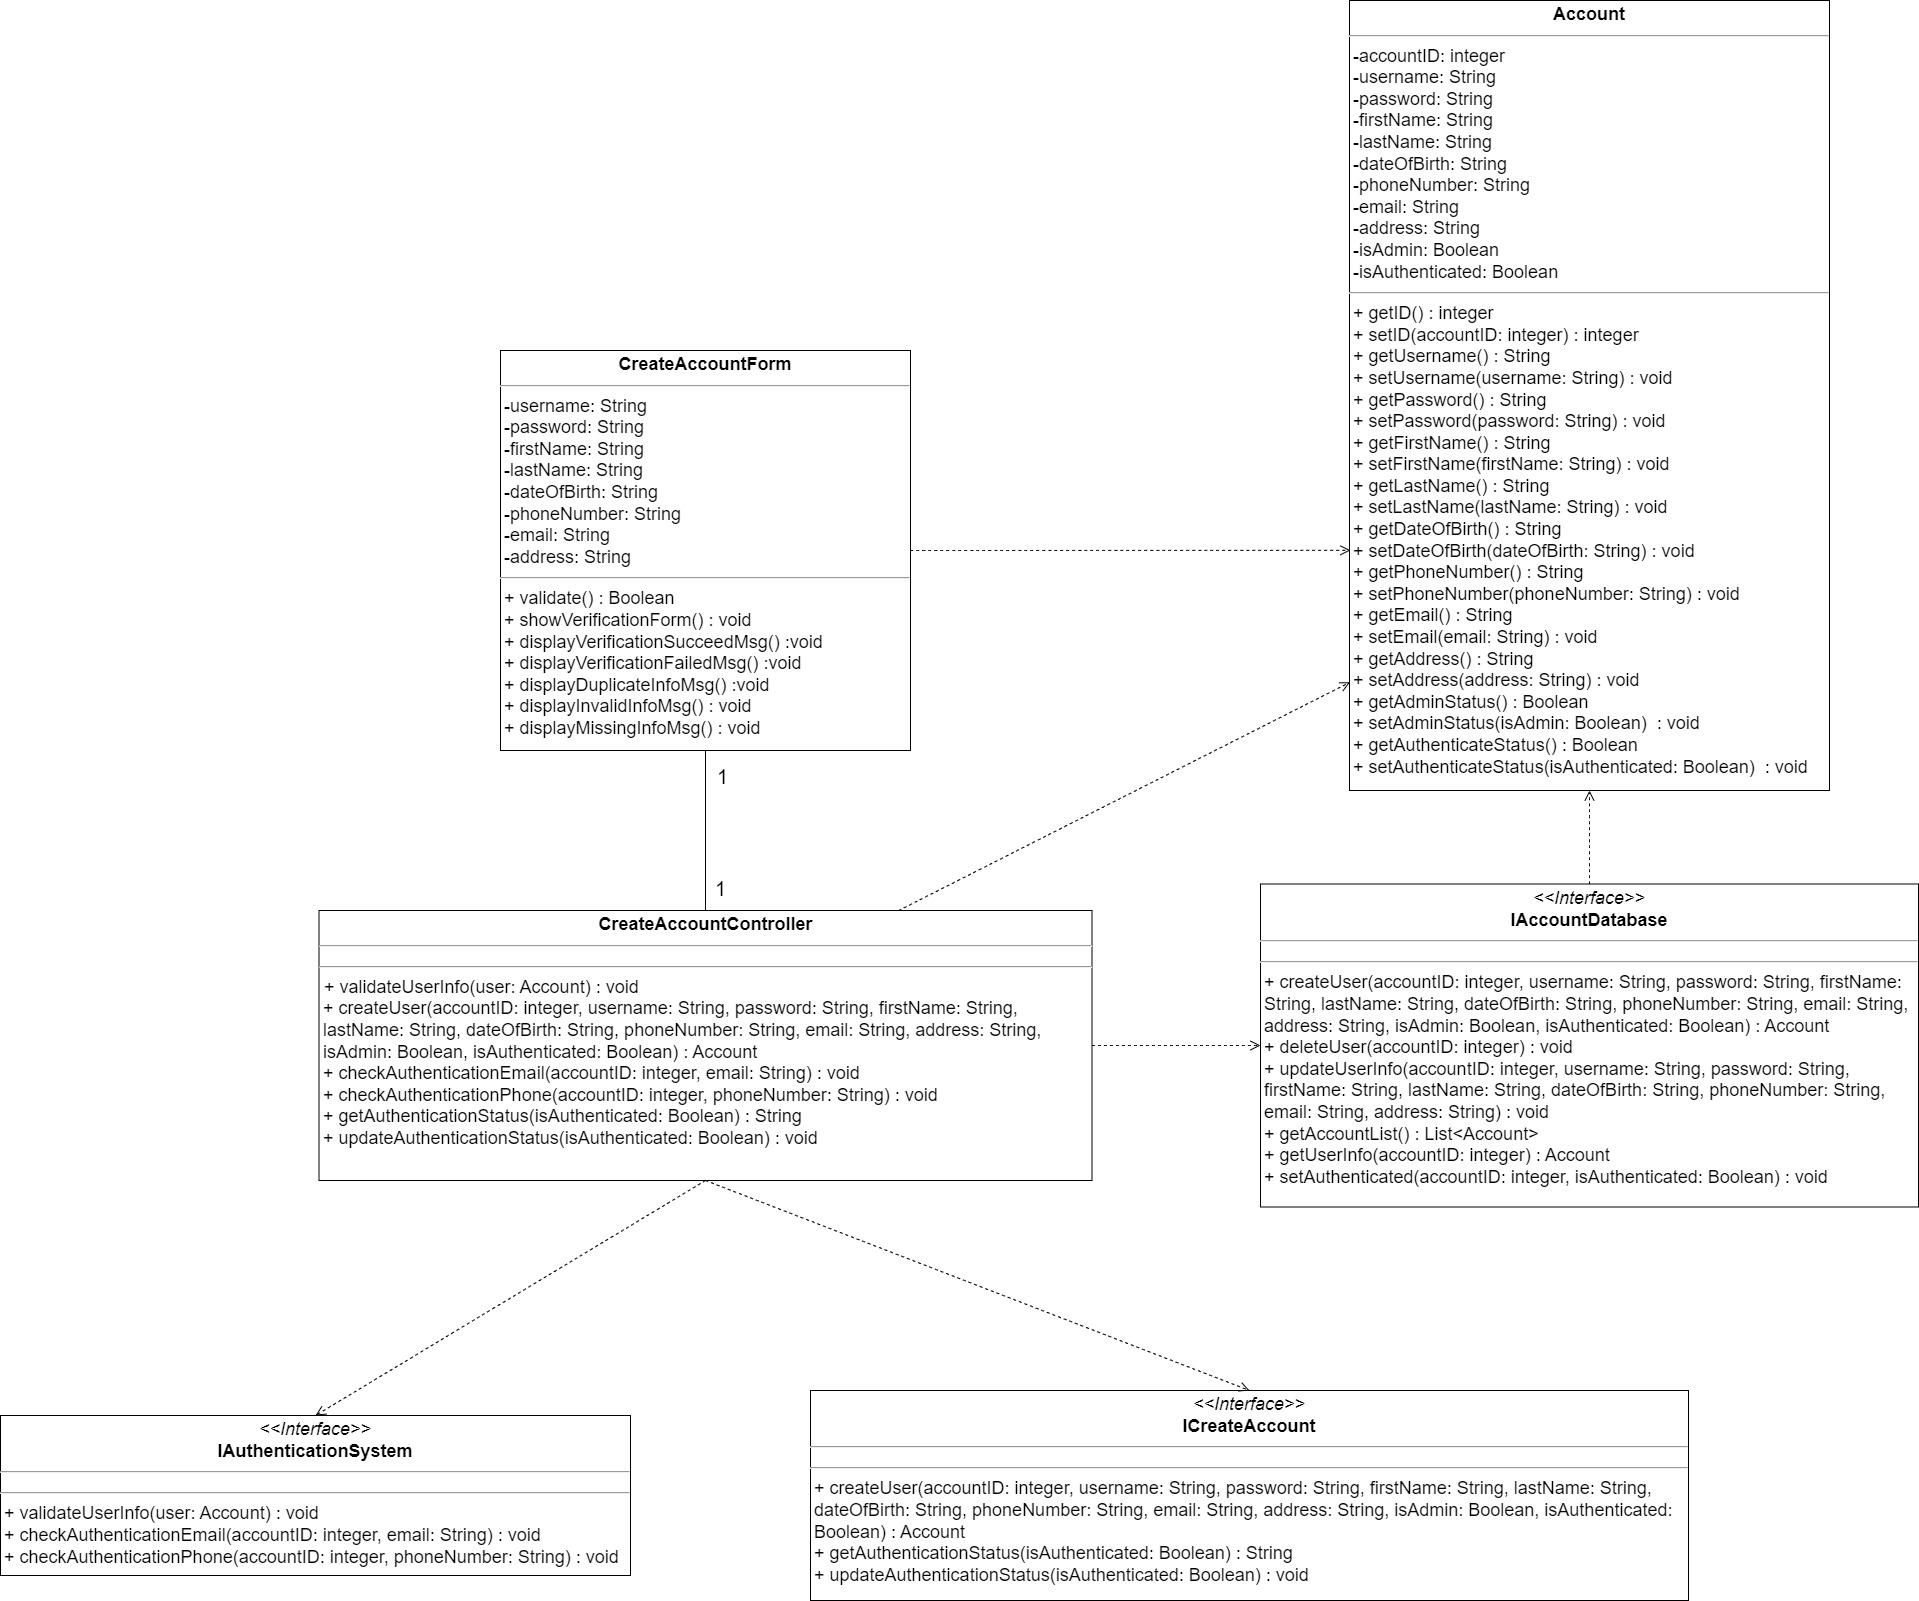 Account
-accountID: integer
-username: String
-password: String
-firstName: String
-lastName: String
-dateOfBirth: String
-phoneNumber: String
-email: String
-address: String
-isAdmin: Boolean
-isAuthenticated: Boolean
+ getID() : integer
+ setID(accountID: integer) : integer
+ getUsername() : String
+ setUsername(username: String) : void
+ getPassword() : String
+ setPassword(password: String) : void
+ getFirstName() : String
+ setFirstName(firstName: String) : void
+ getLastName() : String
+ setLastName(lastName: String) : void
+ getDateOfBirth() : String
+ setDateOfBirth(dateOfBirth: String) : void
+ getPhoneNumber() : String
+ setPhoneNumber(phoneNumber: String) : void
+ getEmail() : String
+ setEmail(email: String) : void
+ getAddress() : String
+ setAddress(address: String) : void
+ getAdminStatus() : Boolean
+ setAdminStatus(isAdmin: Boolean)  : void
+ getAuthenticateStatus() : Boolean
+ setAuthenticateStatus(isAuthenticated: Boolean)  : void
CreateAccountForm
-username: String
-password: String
-firstName: String
-lastName: String
-dateOfBirth: String
-phoneNumber: String
-email: String
-address: String
+ validate() : Boolean
+ showVerificationForm() : void
+ displayVerificationSucceedMsg() :void
+ displayVerificationFailedMsg() :void
+ displayDuplicateInfoMsg() :void
+ displayInvalidInfoMsg() : void
+ displayMissingInfoMsg() : void
1
1
CreateAccountController
+ validateUserInfo(user: Account) : void
+ createUser(accountID: integer, username: String, password: String, firstName: String,
lastName: String, dateOfBirth: String, phoneNumber: String, email: String, address: String,
isAdmin: Boolean, isAuthenticated: Boolean) : Account
+ checkAuthenticationEmail(accountID: integer, email: String) : void
+ checkAuthenticationPhone(accountID: integer, phoneNumber: String) : void
+ getAuthenticationStatus(isAuthenticated: Boolean) : String
+ updateAuthenticationStatus(isAuthenticated: Boolean) : void
<<Interface>>
IAccountDatabase
+ createUser(accountID: integer, username: String, password: String, firstName:
String, lastName: String, dateOfBirth: String, phoneNumber: String, email: String,
address: String, isAdmin: Boolean, isAuthenticated: Boolean) : Account
+ deleteUser(accountID: integer) : void
+ updateUserInfo(accountID: integer, username: String, password: String,
firstName: String, lastName: String, dateOfBirth: String, phoneNumber: String,
email: String, address: String) : void
+ getAccountList() : List<Account>
+ getUserInfo(accountID: integer) : Account
+ setAuthenticated(accountID: integer, isAuthenticated: Boolean) : void
<<Interface>>
IAuthenticationSystem
+ validateUserInfo(user: Account) : void
+ checkAuthenticationEmail(accountID: integer, email: String) : void
+ checkAuthenticationPhone(accountID: integer, phoneNumber: String) : void
<<Interface>>
ICreateAccount
+ createUser(accountID: integer, username: String, password: String, firstName: String, lastName: String,
dateOfBirth: String, phoneNumber: String, email: String, address: String, isAdmin: Boolean, isAuthenticated:
Boolean) : Account
+ getAuthenticationStatus(isAuthenticated: Boolean) : String
+ updateAuthenticationStatus(isAuthenticated: Boolean) : void